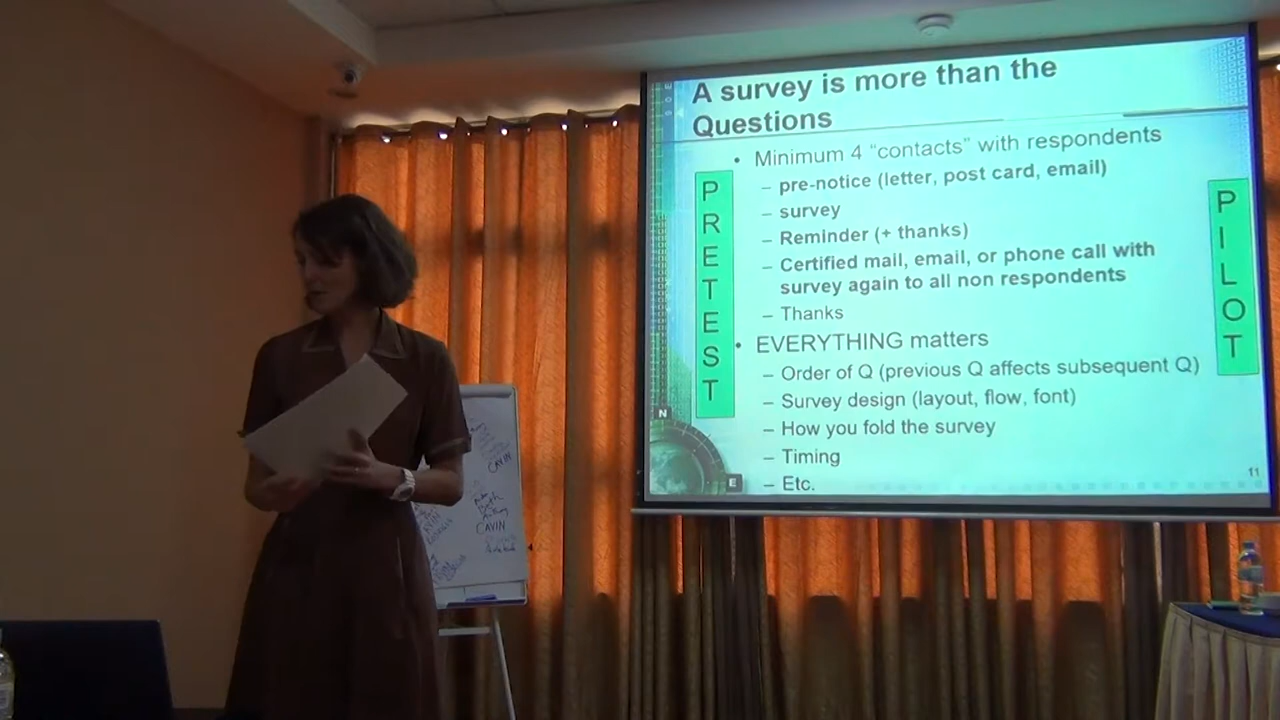 A survey is more than the
Questions
• Minimum 4 “contacts” with respondents
– pre-notice (letter, post card, email)
– survey
– Reminder (+ thanks)
– Certified mail, email, or phone call with
survey again to all non respondents
– Thanks
• EVERYTHING matters
– Order of Q (previous Q affects subsequent Q)
– Survey design (layout, flow, font)
– How you fold the survey
– Timing
– Etc.
P
R
E
T
E
S
T
P
I
L
O
T
N
E
11
CAVIN
CAVIN